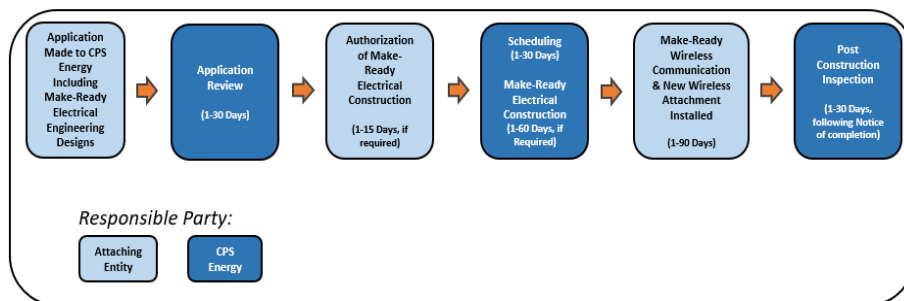 Application
Made to CPS
Energy
Including
Make-Ready
Electrical
Engineering
Designs
Application
Review
(1-30 Days)
Authorization
of Make-
Ready
Electrical
Construction
(1-15 Days, if
required)
Scheduling
(1-30 Days)
Make-Ready
Electrical
Construction
(1-60 Days, if
Required)
Make-Ready
Wireless
Communication
& New Wireless
Attachment
Installed
(1-90 Days)
Post
Construction
Inspection
(1-30 Days,
following Notice
of completion)
Responsible Party:
Attaching
Entity
CPS
Energy